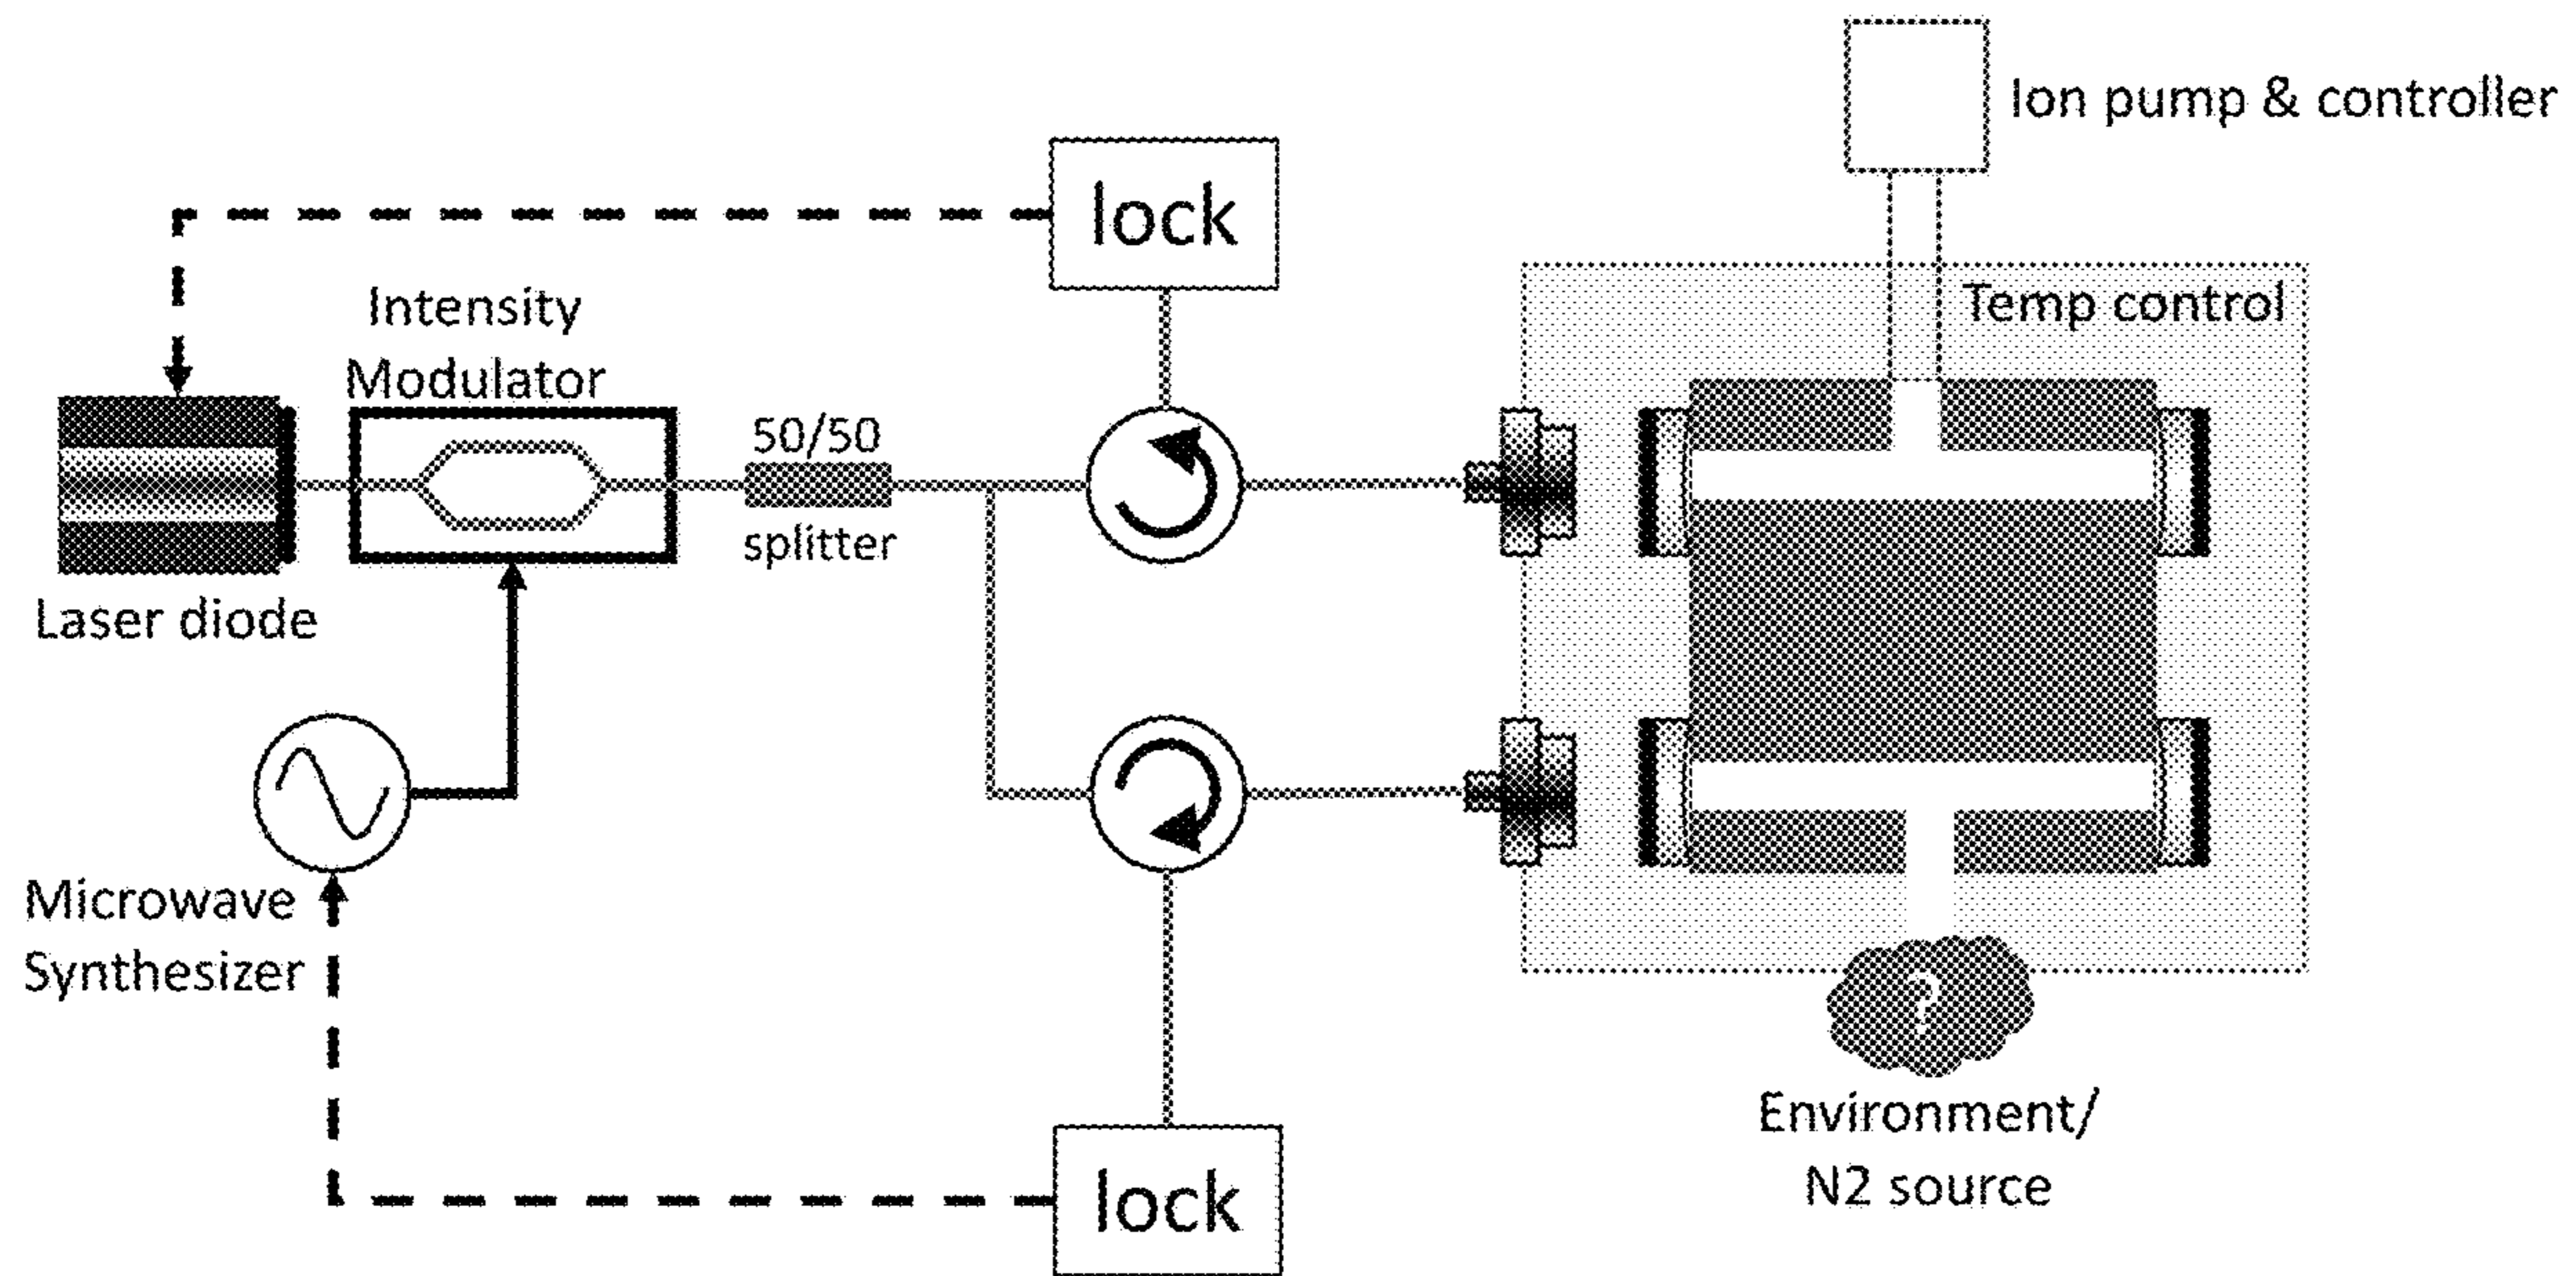 Ion pump & controller
lock
Temp control
Intensity
Modulator
50/50
splitter
Laser diode
Microwave
Synthesizer
?
Environment/
N2 source
lock